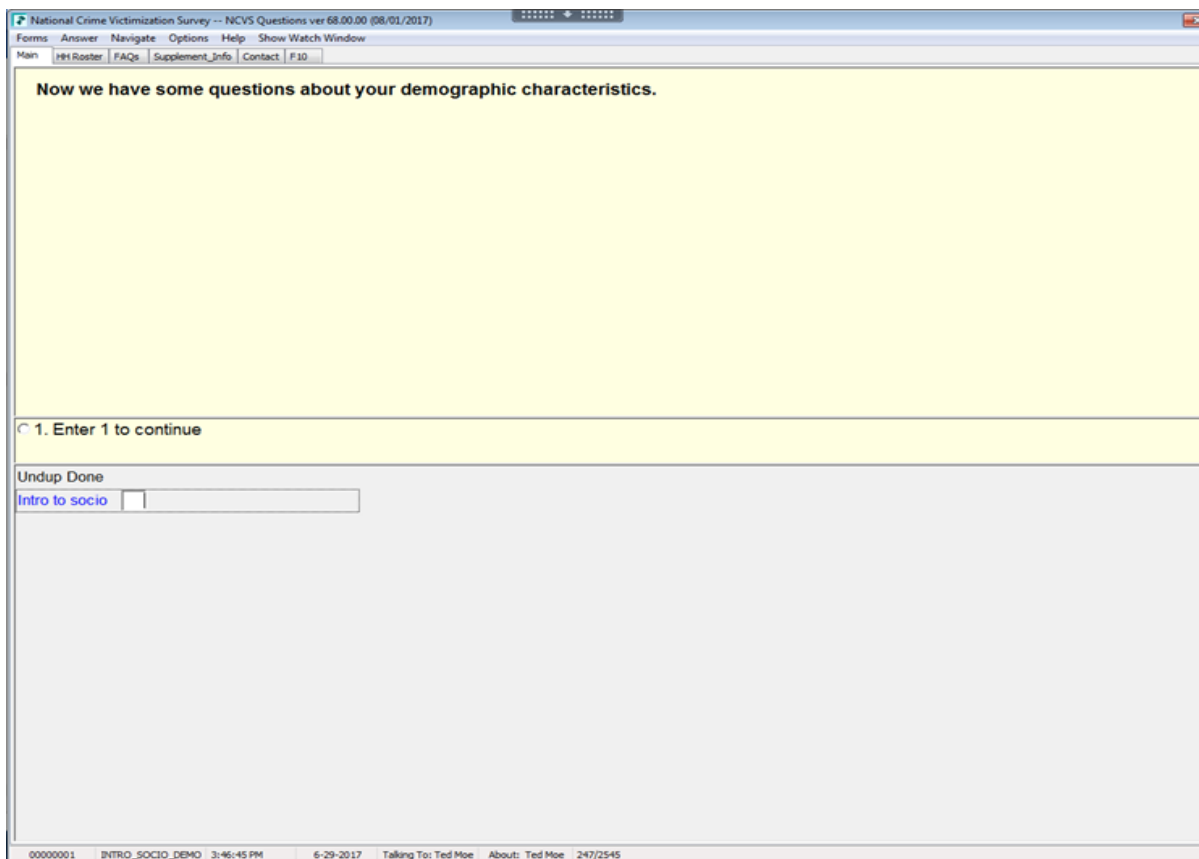 National Crime Victimization Survey -- NCVS Questions ver 68.00.00 (08/01/2017)
Forms Answer Navigate Options Help Show Watch Window
Main HH Roster FAQs Supplement_Info Contact F10
Now we have some questions about your demographic characteristics.
1. Enter 1 to continue
Undup Done
Intro to socio
00000001 INTRO_SOCIO_DEMO 3:46:45 PM 6-29-2017 Talking To: Ted Moe About: Ted Moe 247/2545